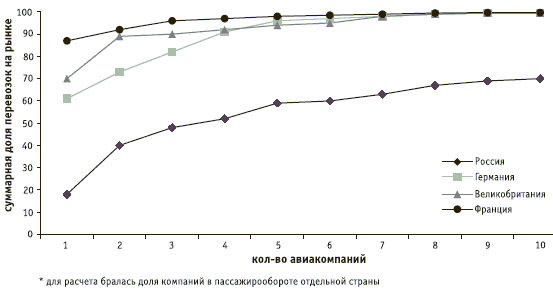 суммарная доля перевозок на рынке
100
90
80
70
60
50
40
30
20
10
0
1 2 3 4 5 6 7 8 9 10
кол-во авиакомпаний
Россия
Германия
Великобритания
Франция
* для расчета бралась доля компаний в пассажирообороте отдельной страны